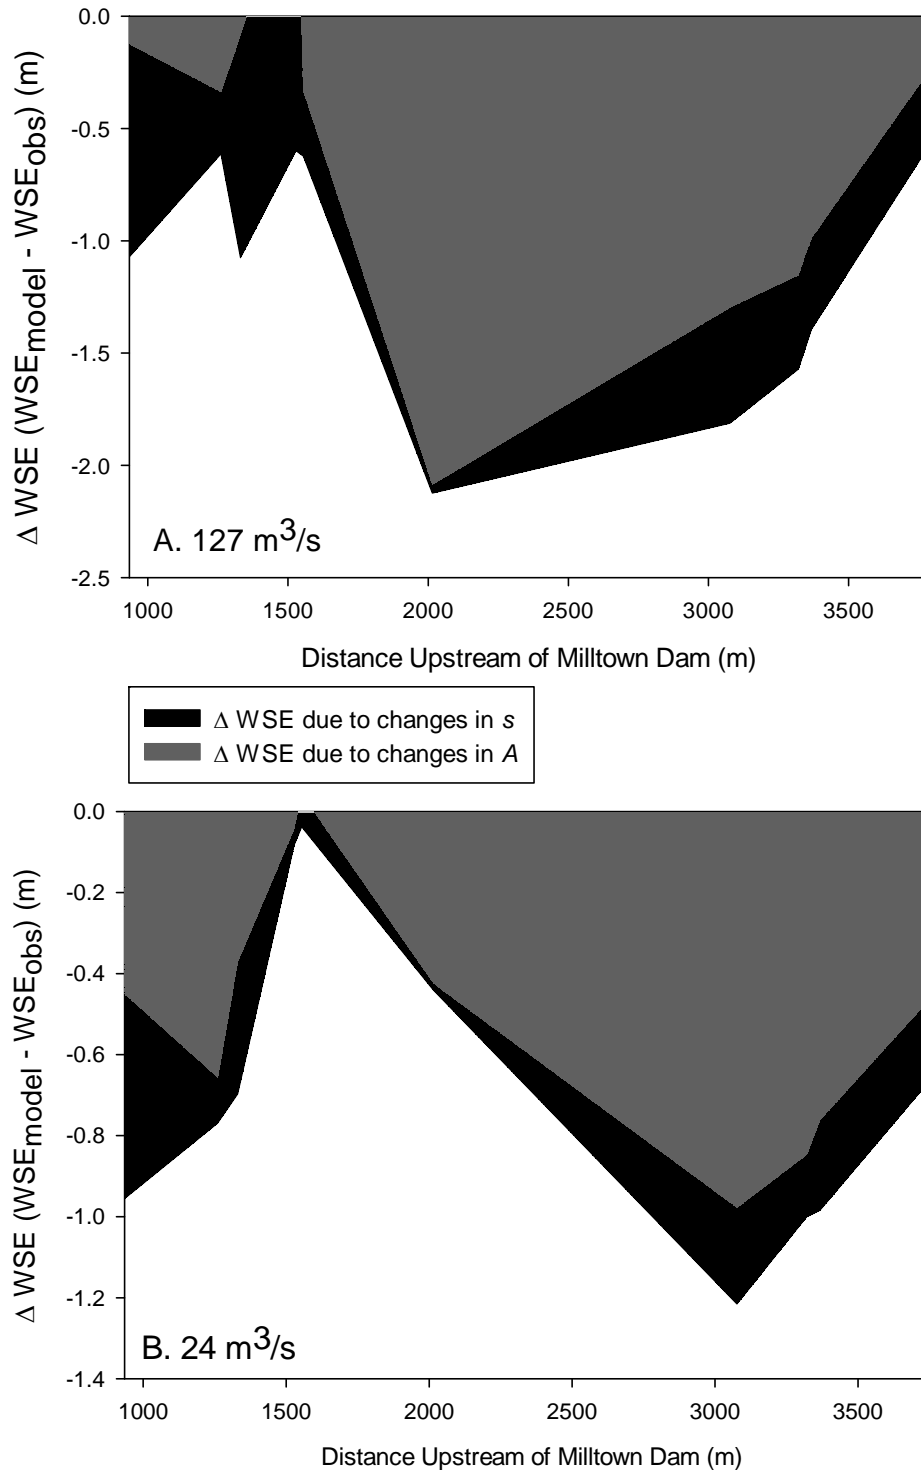 0.0
-0.5
-1.0
-1.5
-2.0
-2.5
Δ WSE (WSEmodel - WSEobs) (m)
A. 127 m3/s
1000 1500 2000 2500 3000 3500
Distance Upstream of Milltown Dam (m)
Δ WSE due to changes in s
Δ WSE due to changes in A
0.0
-0.2
-0.4
-0.6
-0.8
-1.0
-1.2
-1.4
Δ WSE (WSEmodel - WSEobs) (m)
B. 24 m3/s
1000 1500 2000 2500 3000 3500
Distance Upstream of Milltown Dam (m)